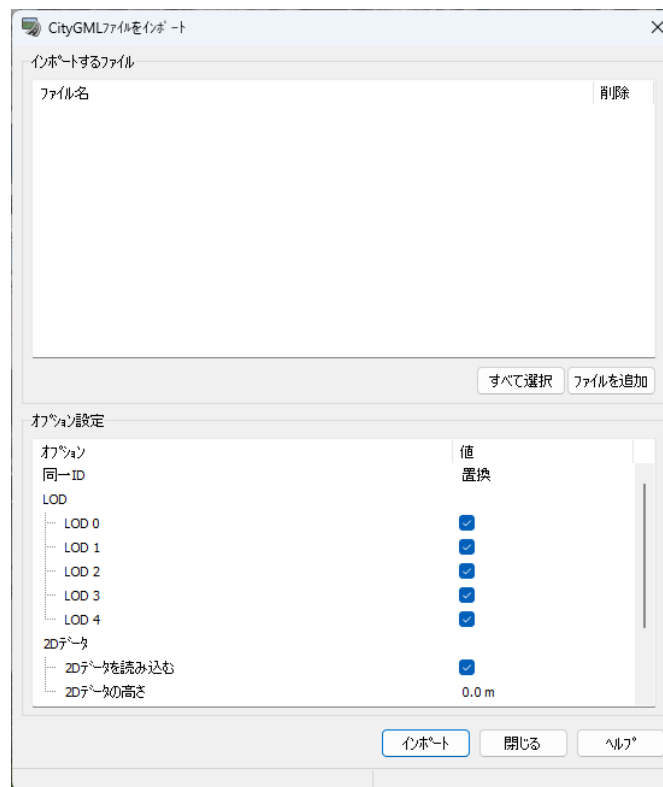 CityGMLファイルをインポート
インポートするファイル
ファイル名 削除
すべて選択 ファイルを追加
オプション設定
オプション 値
同一ID 置換
LOD
LOD 0
LOD 1
LOD 2
LOD 3
LOD 4
2Dデータ
2Dデータを読み込む
2Dデータの高さ 0.0 m
インポート 閉じる ヘルプ